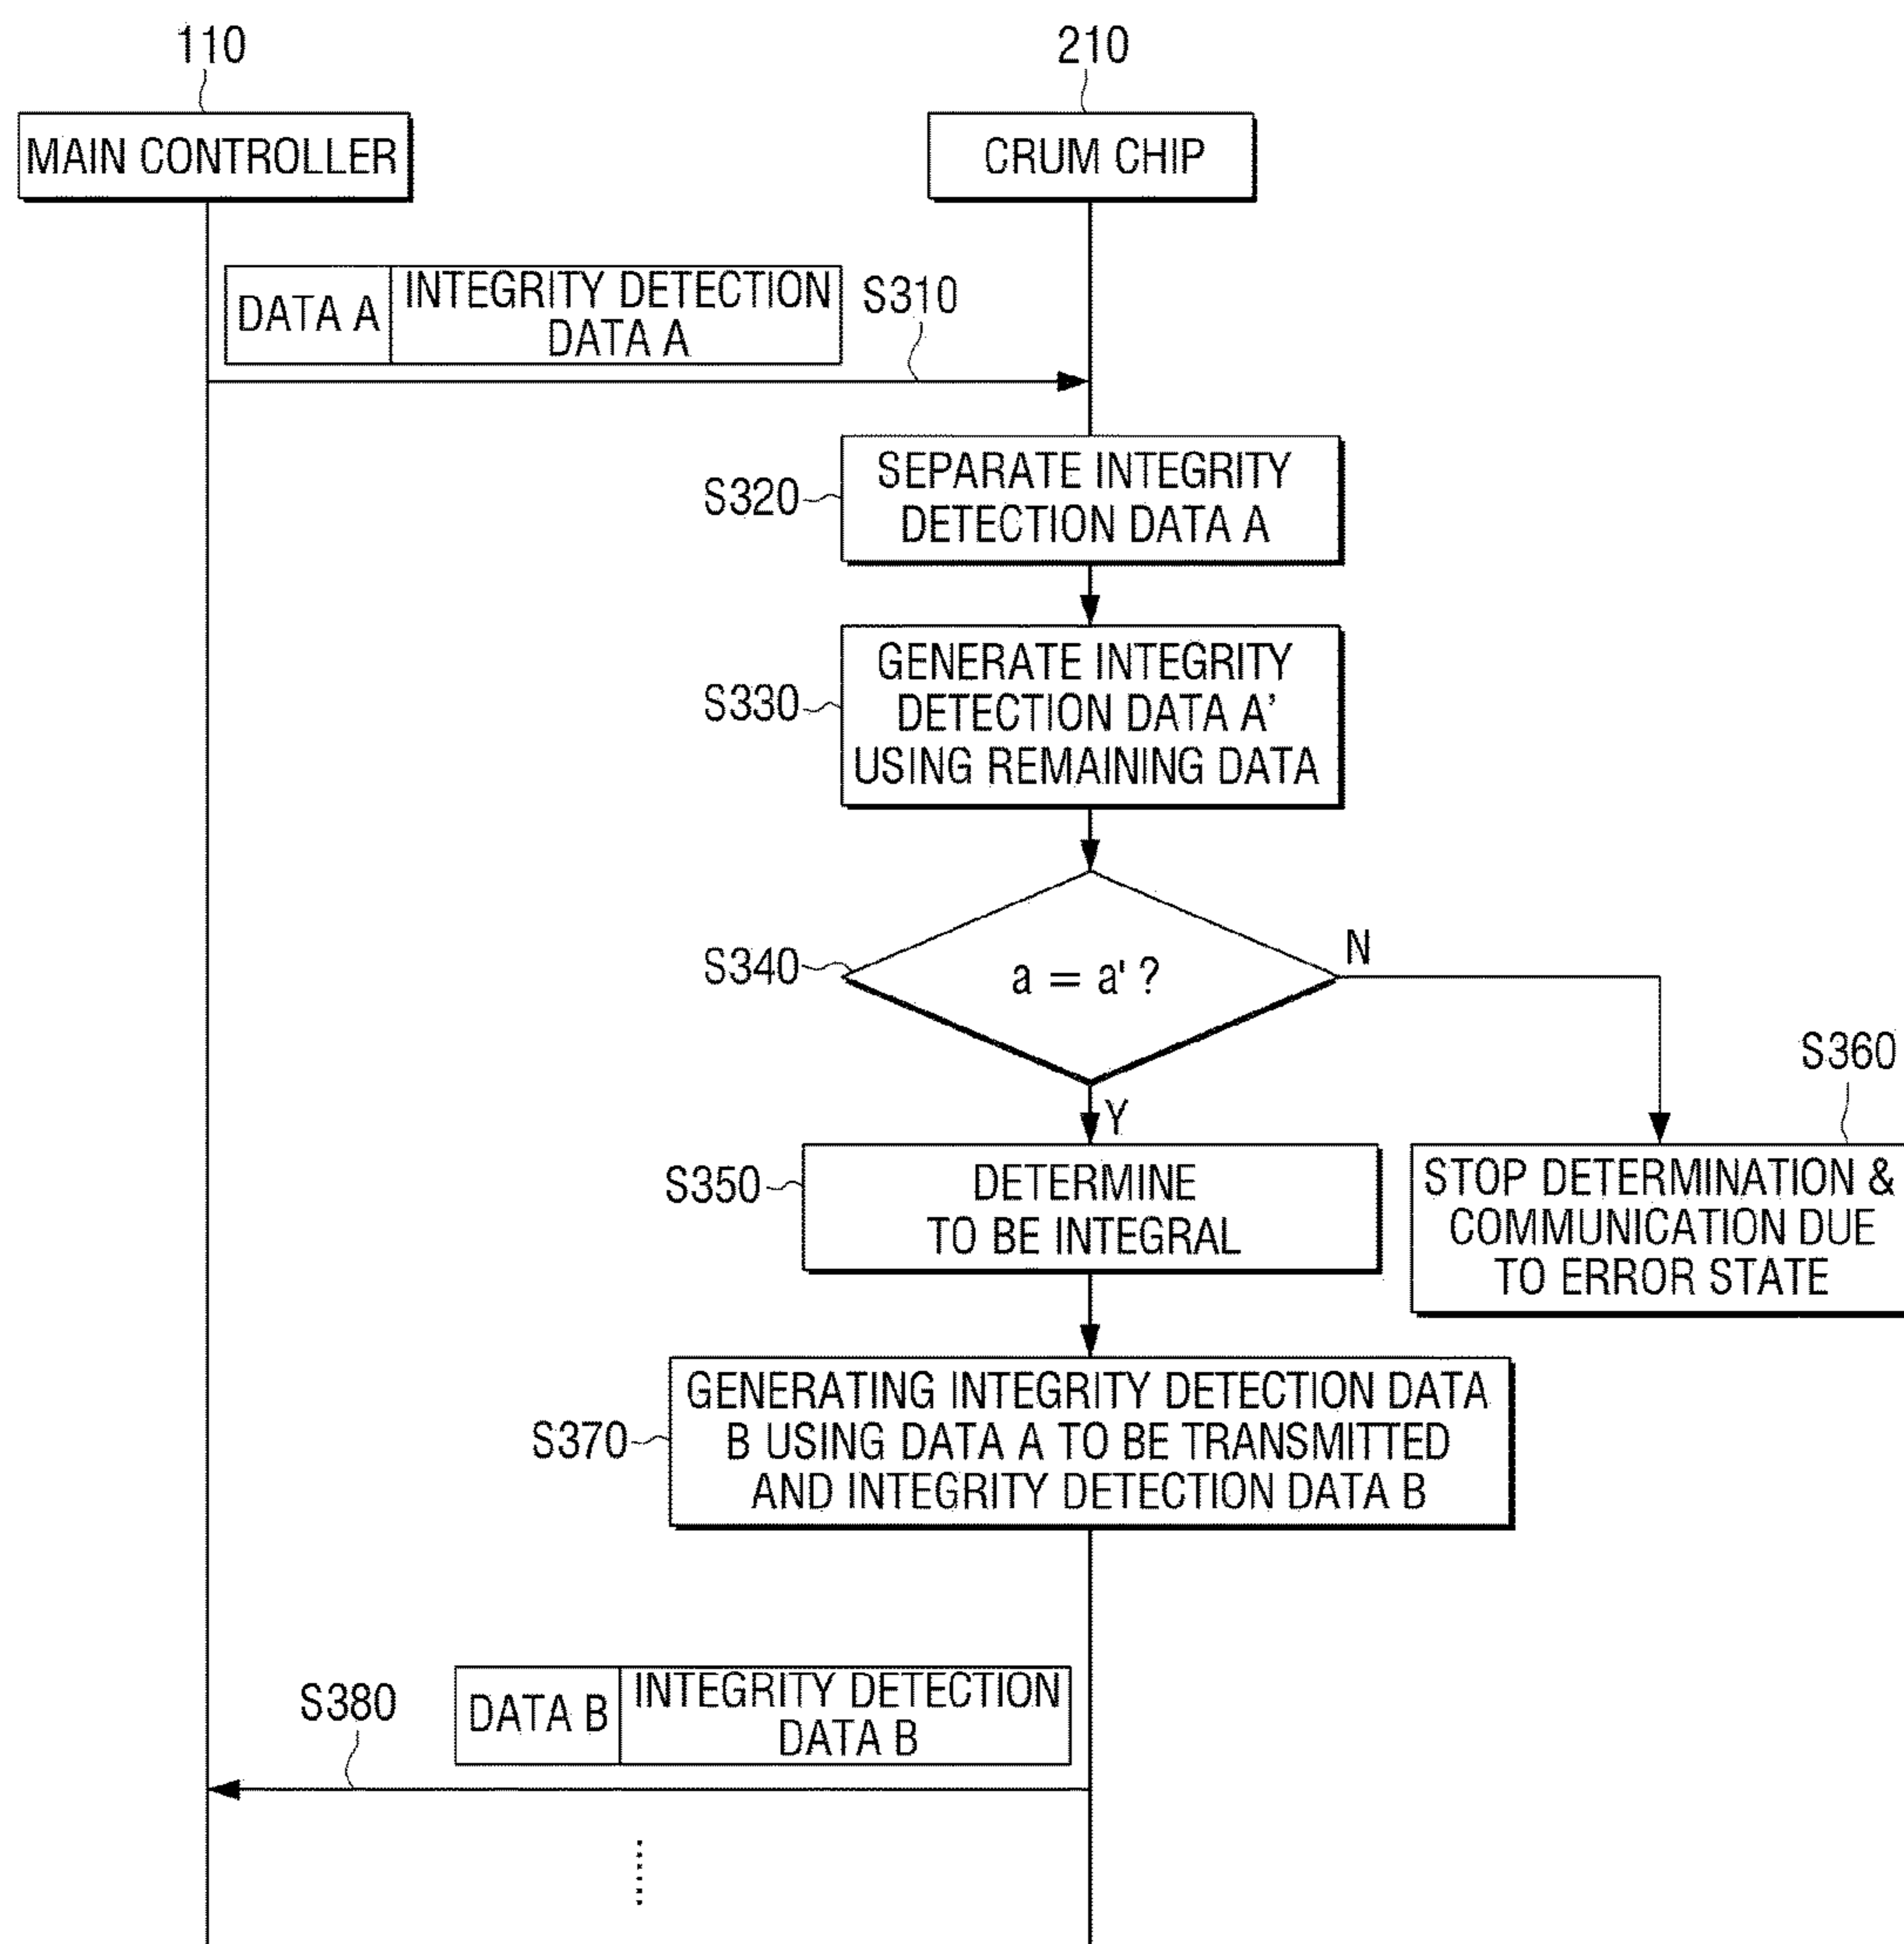 110
210
MAIN CONTROLLER
CRUM CHIP
DATA A
INTEGRITY DETECTION
DATA A
S310
S320
SEPARATE INTEGRITY
DETECTION DATA A
S330
GENERATE INTEGRITY
DETECTION DATA A'
USING REMAINING DATA
S340
a = a' ?
N
Y
S350
DETERMINE
TO BE INTEGRAL
S360
STOP DETERMINATION &
COMMUNICATION DUE
TO ERROR STATE
S370
GENERATING INTEGRITY DETECTION DATA
B USING DATA A TO BE TRANSMITTED
AND INTEGRITY DETECTION DATA B
S380
DATA B
INTEGRITY DETECTION
DATA B